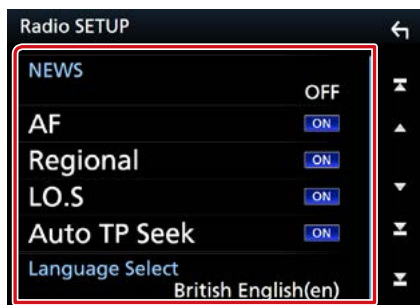 Radio SETUP
NEWS
OFF
AF ON
Regional ON
LO.S ON
Auto TP Seek ON
Language Select
British English(en)